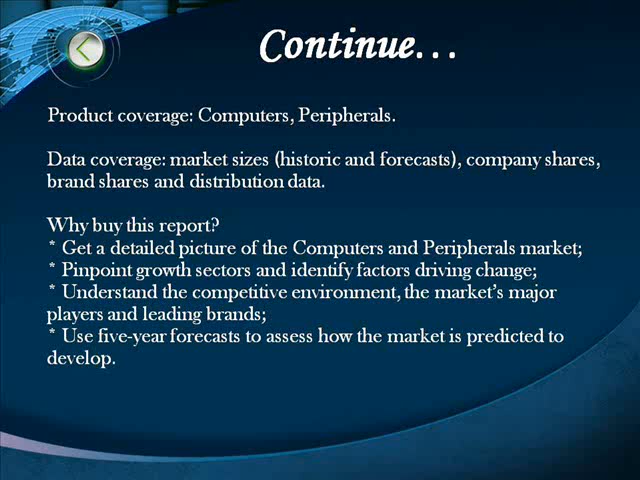 Continue…
Product coverage: Computers, Peripherals.
Data coverage: market sizes (historic and forecasts), company shares,
brand shares and distribution data.
Why buy this report?
* Get a detailed picture of the Computers and Peripherals market;
* Pinpoint growth sectors and identify factors driving change;
* Understand the competitive environment, the market's major
players and leading brands;
* Use five-year forecasts to assess how the market is predicted to
develop.